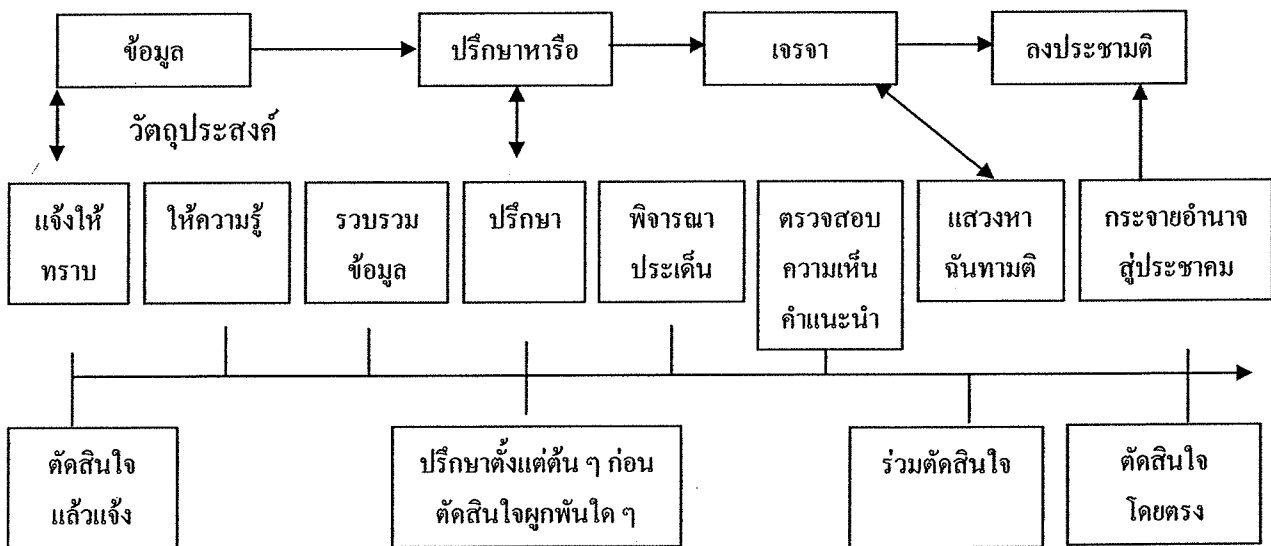 ข้อมูล
ปรึกษาหารือ
เจรจา
ลงประชามติ
วัตถุประสงค์
แจ้งให้
ทราบ
ให้ความรู้
รวบรวม
ข้อมูล
ปรึกษา
พิจารณา
ประเด็น
ตรวจสอบ
ความเห็น
คำแนะนำ
แสวงหา
ฉันทามติ
กระจายอำนาจ
สู่ประชาคม
ตัดสินใจ
แล้วแจ้ง
ปรึกษาตั้งแต่ต้น ๆ ก่อน
ตัดสินใจผูกพันใด ๆ
ร่วมตัดสินใจ
ตัดสินใจ
โดยตรง